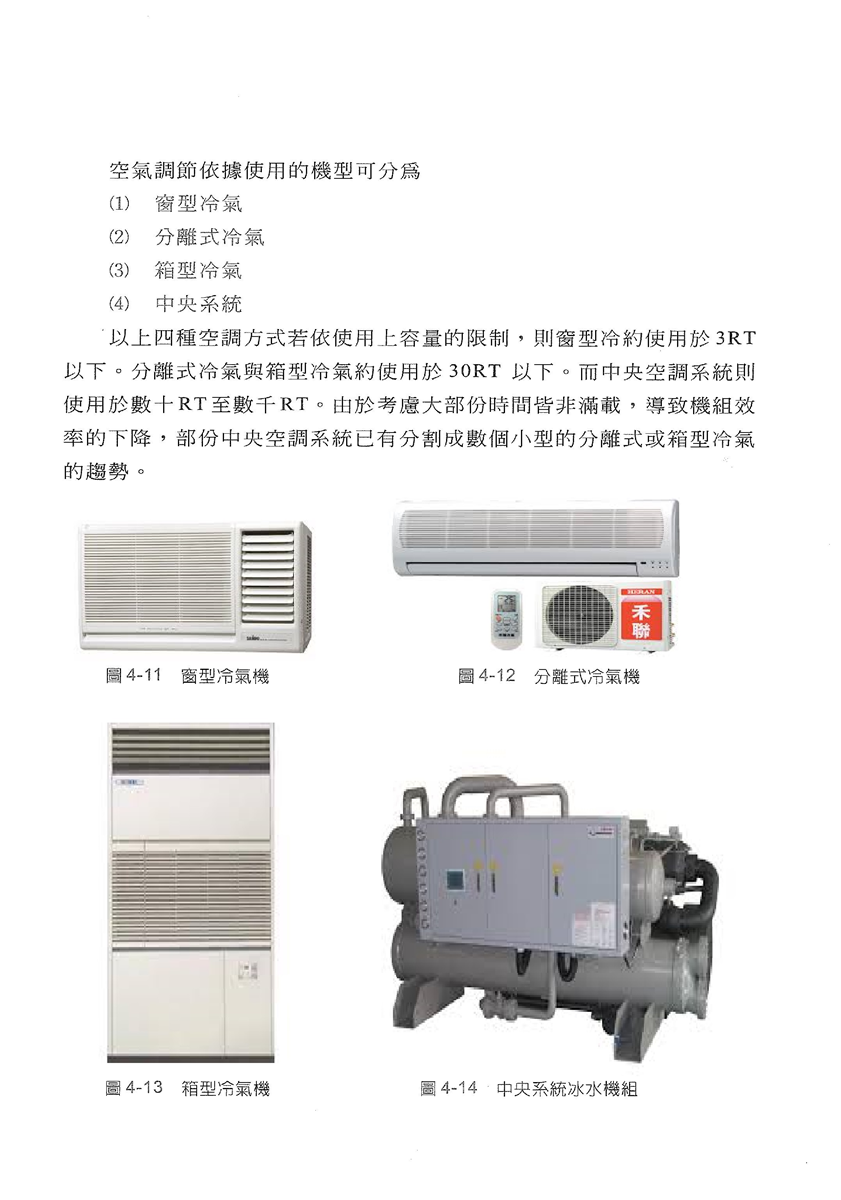 空氣調節依據使用的機型可分爲
⑴　窗型冷氣
⑵　分離式冷氣
⑶　箱型冷氣
⑷　中央系統
以上四種空調方式若依使用上容量的限制，則窗型冷約使用於 3RT
以下。分離式冷氣與箱型冷氣約使用於 30RT 以下。而中央空調系統則
使用於數十 RT 至數千 RT。由於考慮大部份時間皆非滿載，導致機組效
率的下降，部份中央空調系統已有分割成數個小型的分離式或箱型冷氣
的趨勢。
HERAN
禾聯
圖 4-11　窗型冷氣機
圖 4-12　分離式冷氣機
圖 4-13　箱型冷氣機
圖 4-14　中央系統冰水機組